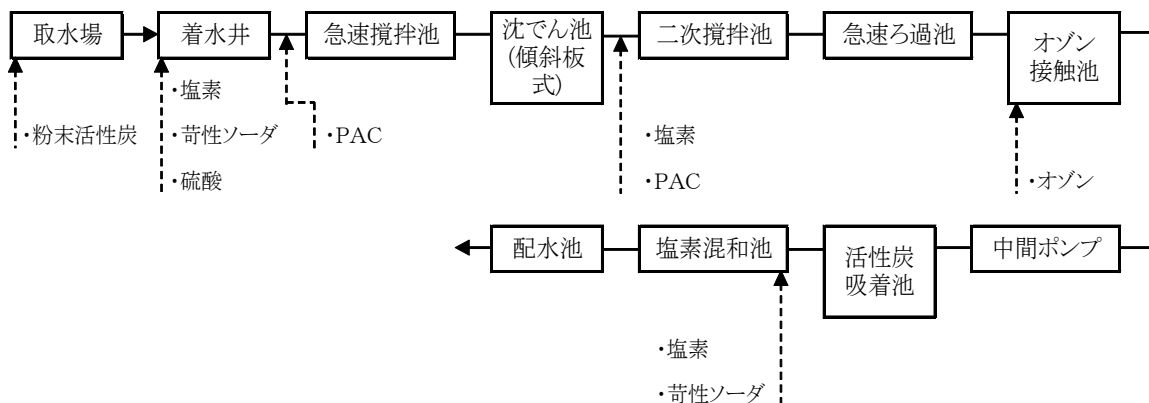 取水場
着水井
急速攪拌池
沈でん池
(傾斜板
式)
二次攪拌池
急速ろ過池
オゾン
接触池
・粉末活性炭
・塩素
・苛性ソーダ
・硫酸
・PAC
・塩素
・PAC
・オゾン
配水池
塩素混和池
活性炭
吸着池
中間ポンプ
・塩素
・苛性ソーダ